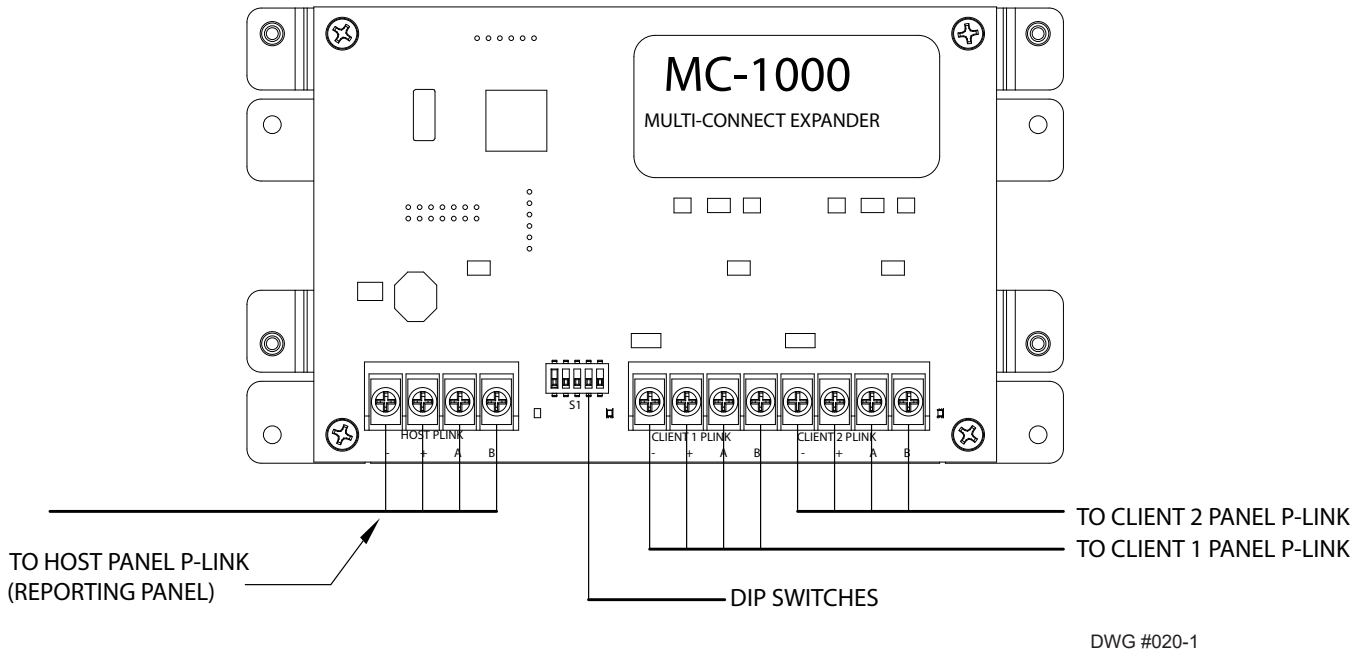 MC-1000
MULTI-CONNECT EXPANDER
S1
HOST PLINK
- + A B
CLIENT 1 PLINK
- + A B
CLIENT 2 PLINK
- + A B
TO HOST PANEL P-LINK
(REPORTING PANEL)
TO CLIENT 2 PANEL P-LINK
TO CLIENT 1 PANEL P-LINK
DIP SWITCHES
DWG #020-1